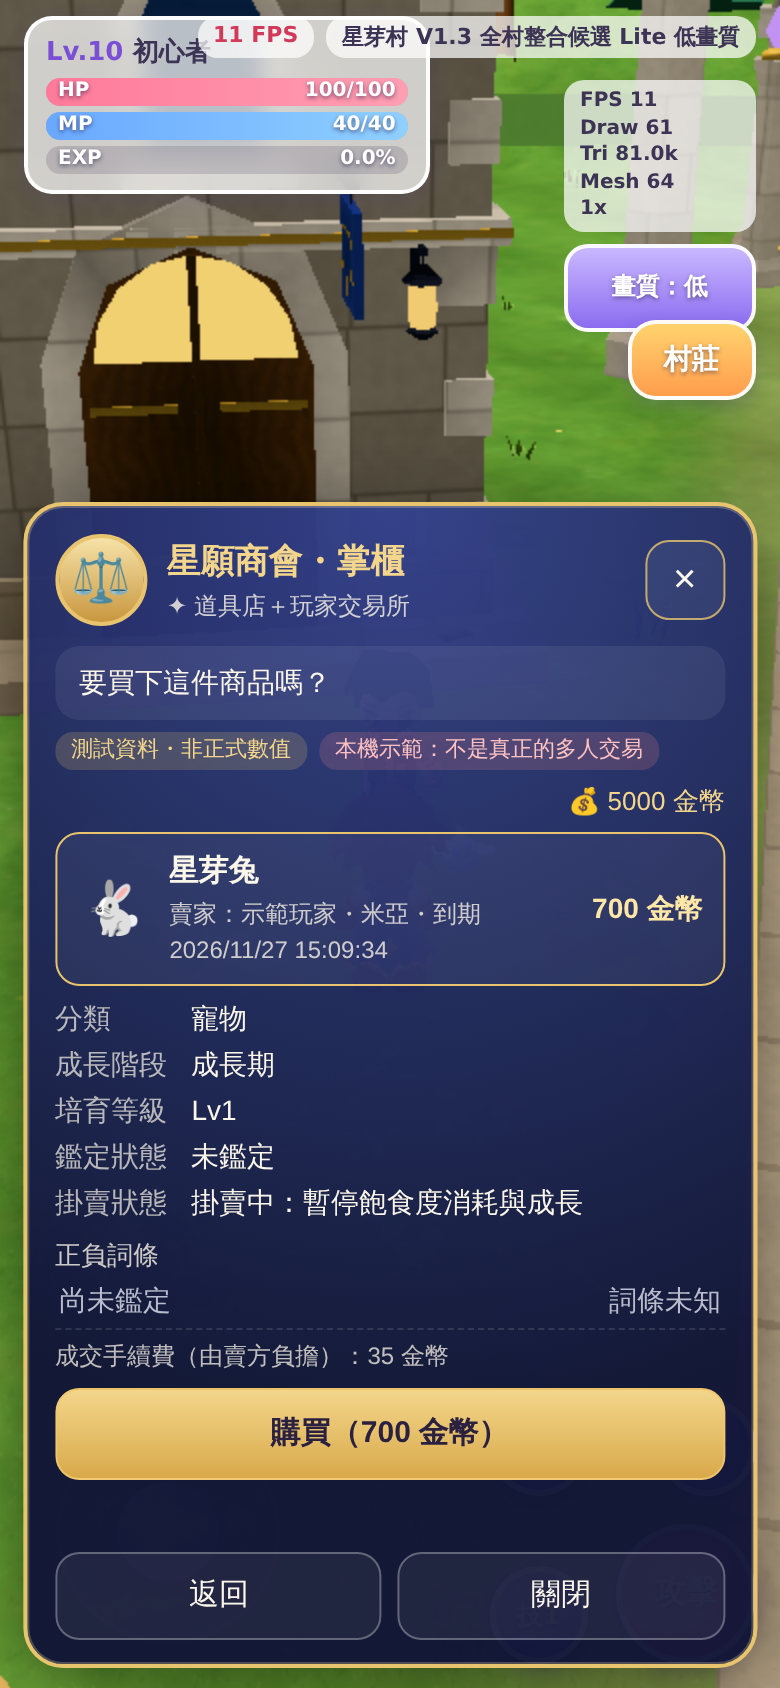 Lv.10 初心者
11 FPS
星芽村 V1.3 全村整合候選 Lite 低畫質
HP 100/100
MP 40/40
EXP 0.0%
FPS 11
Draw 61
Tri 81.0k
Mesh 64
1x
畫質：低
村莊
星願商會・掌櫃
✦ 道具店＋玩家交易所
×
要買下這件商品嗎？
測試資料・非正式數值
本機示範：不是真正的多人交易
5000 金幣
星芽兔
賣家：示範玩家・米亞・到期
2026/11/27 15:09:34
700 金幣
分類 寵物
成長階段 成長期
培育等級 Lv1
鑑定狀態 未鑑定
掛賣狀態 掛賣中：暫停飽食度消耗與成長
正負詞條
尚未鑑定 詞條未知
成交手續費（由賣方負擔）：35 金幣
購買（700 金幣）
返回
關閉